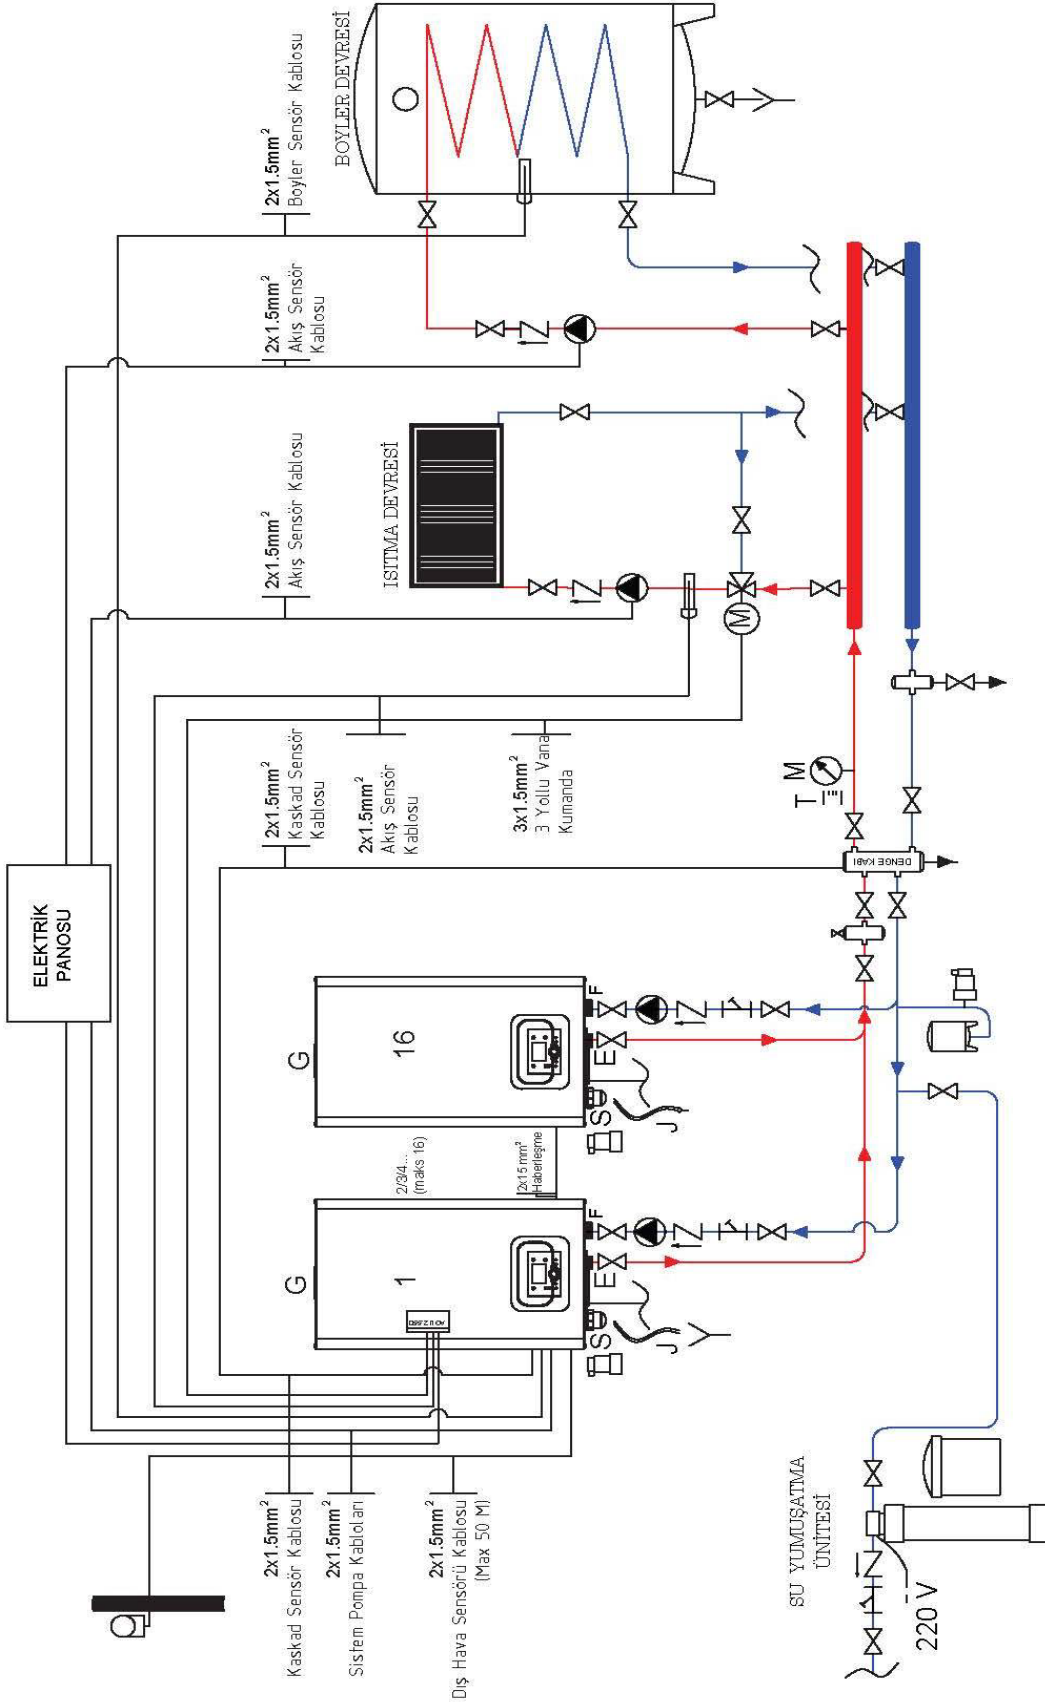 ELEKTRİK
PANOSU
2x1.5mm²
Kaskad Sensör Kablosu
2x1.5mm²
Sistem Pompa Kabloları
2x1.5mm²
Dış Hava Sensörü Kablosu
(Max 50 M)
2x1.5mm²
Kaskad Sensör
Kablosu
2x1.5mm²
Akış Sensör
Kablosu
3x1.5mm²
3 Yollu Vana
Kumanda
2x1.5mm²
Akış Sensör Kablosu
2x1.5mm²
Akış Sensör
Kablosu
2x1.5mm²
Boyler Sensör Kablosu
BOYLER DEVRESİ
ISITMA DEVRESİ
M
G
1
S
E
F
J
2/3/4...
(maks 16)
2x15 mm²
Haberleşme
G
16
S
E
F
J
T
M
DENGE KABI
SU YUMUŞATMA
ÜNİTESİ
220 V